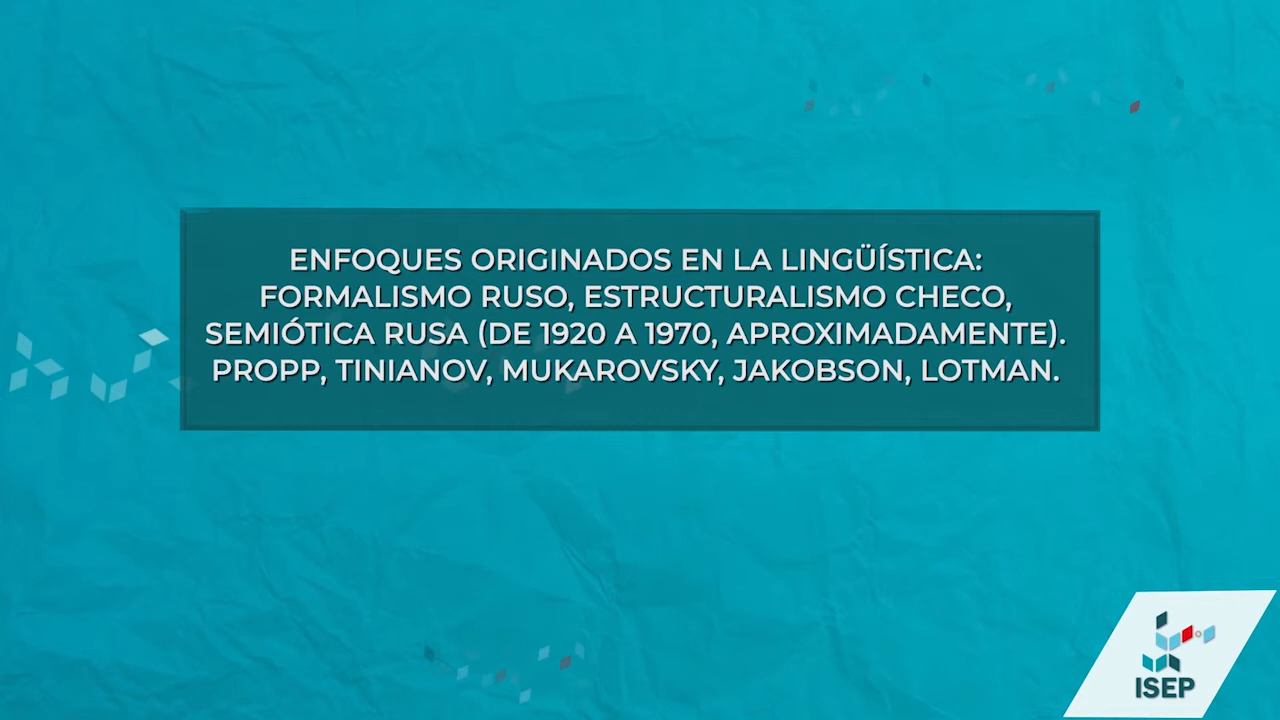 ENFOQUES ORIGINADOS EN LA LINGÜÍSTICA:
FORMALISMO RUSO, ESTRUCTURALISMO CHECO,
SEMIÓTICA RUSA (DE 1920 A 1970, APROXIMADAMENTE).
PROPP, TINIANOV, MUKAROVSKY, JAKOBSON, LOTMAN.
ISEP